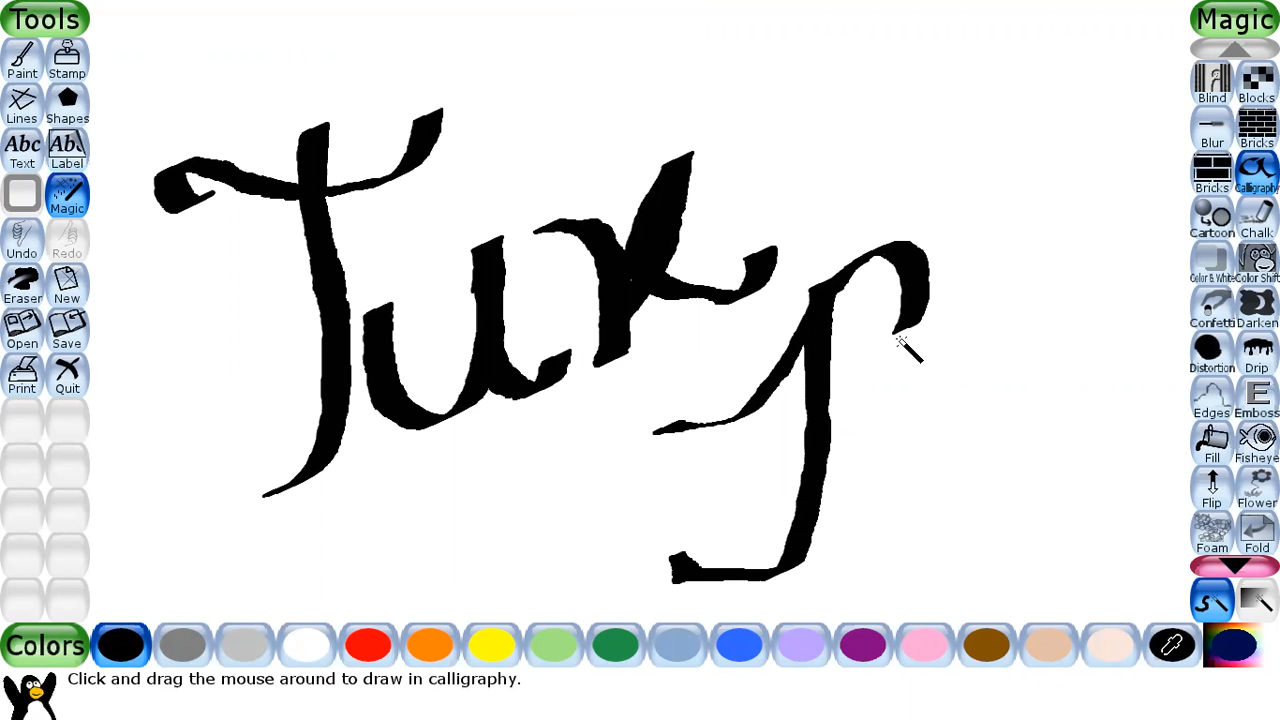 Tools
Magic
Paint
Stamp
Lines
Shapes
Abc
Text
Abc
Label
Magic
Undo
Redo
Eraser
New
Open
Save
Print
Quit
Blind
Blocks
Blur
Bricks
Bricks
Calligraphy
Cartoon
Chalk
Color & White
Color Shift
Confetti
Darken
Distortion
Drip
Edges
E
Emboss
Fill
Fisheye
Flip
Flower
Foam
Fold
Colors
Click and drag the mouse around to draw in calligraphy.